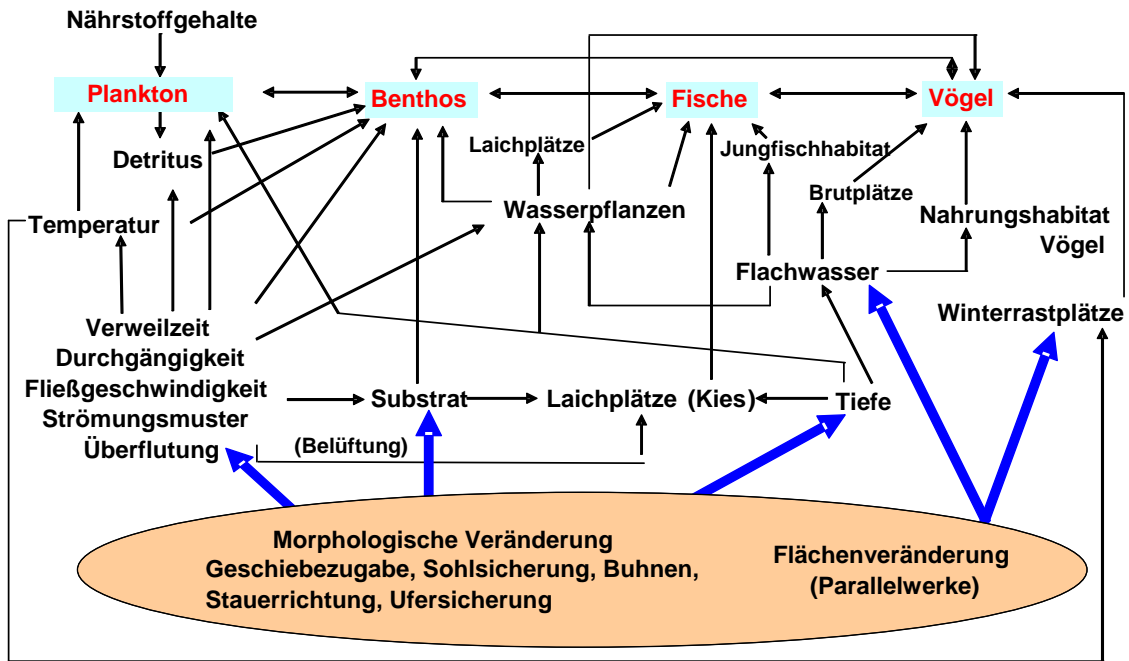 Nährstoffgehalte
Plankton
Benthos
Fische
Vögel
Detritus
Laichplätze
Jungfischhabitat
Brutplätze
Temperatur
Wasserpflanzen
Nahrungshabitat
Vögel
Flachwasser
Winterrastplätze
Verweilzeit
Durchgängigkeit
Fließgeschwindigkeit
Strömungsmuster
Überflutung
Substrat
Laichplätze (Kies)
Tiefe
(Belüftung)
Morphologische Veränderung
Geschiebezugabe, Sohlsicherung, Buhnen,
Stauerrichtung, Ufersicherung
Flächenveränderung
(Parallelwerke)